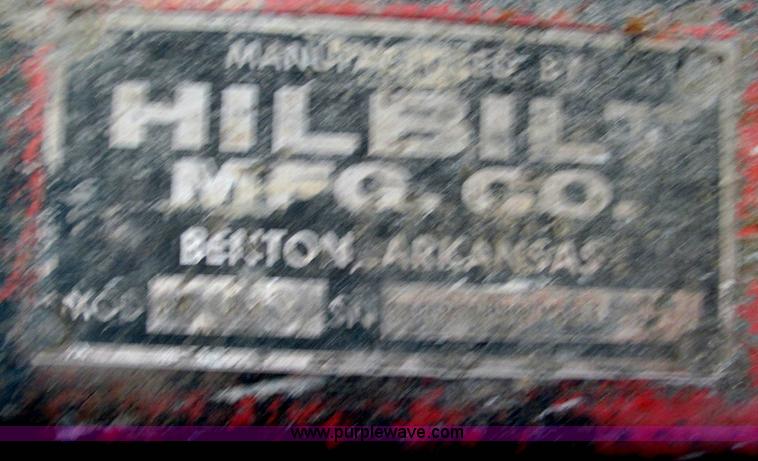 MANUFACTURED BY
HILBILT
MFG. CO.
BENTON, ARKANSAS
MOD SN
www.purplewave.com